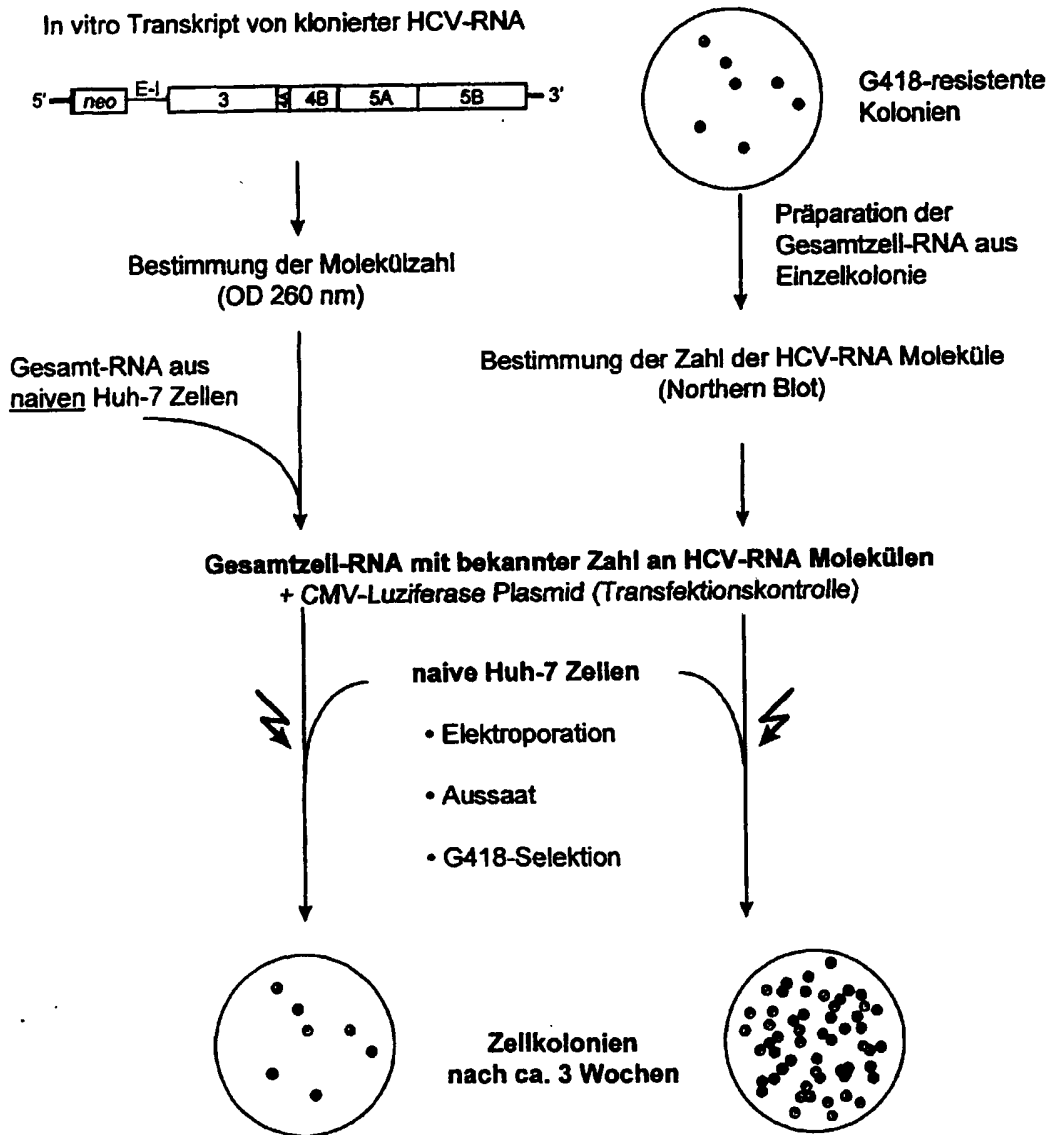 In vitro Transkript von klonierter HCV-RNA
5' neo E-I 3 4B 5A 5B 3'
G418-resistente
Kolonien
Präparation der
Gesamtzell-RNA aus
Einzelkolonie
Bestimmung der Molekülzahl
(OD 260 nm)
Gesamt-RNA aus
naiven Huh-7 Zellen
Bestimmung der Zahl der HCV-RNA Moleküle
(Northern Blot)
Gesamtzell-RNA mit bekannter Zahl an HCV-RNA Molekülen
+ CMV-Luziferase Plasmid (Transfektionskontrolle)
naive Huh-7 Zellen
• Elektroporation
• Aussaat
• G418-Selektion
Zellkolonien
nach ca. 3 Wochen